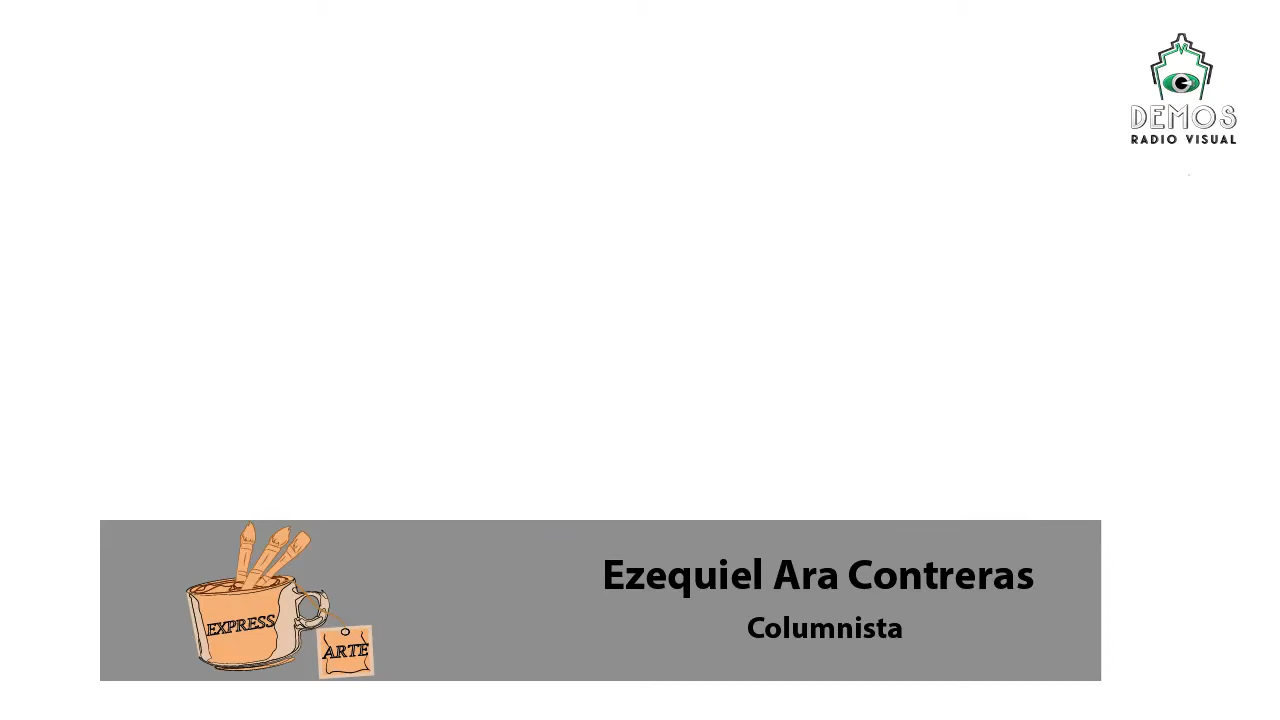 DEMOS
RADIO VISUAL
Ezequiel Ara Contreras
Columnista
EXPRESS
ARTE